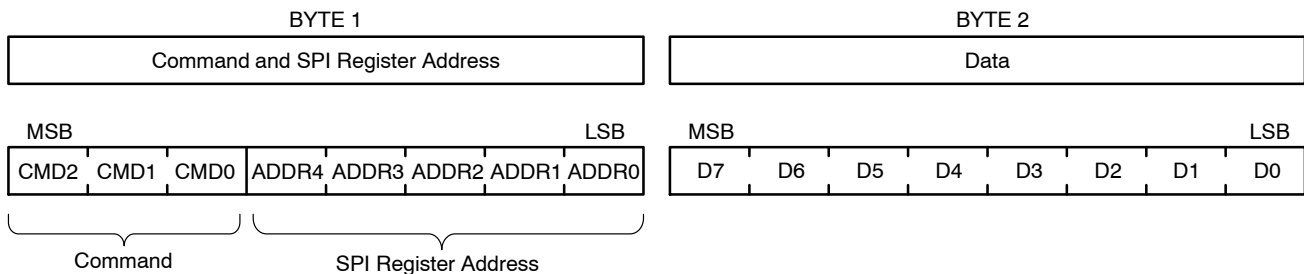 BYTE 1 BYTE 2
Command and SPI Register Address Data
MSB LSB MSB LSB
CMD2 CMD1 CMD0 ADDR4 ADDR3 ADDR2 ADDR1 ADDR0 D7 D6 D5 D4 D3 D2 D1 D0
Command SPI Register Address